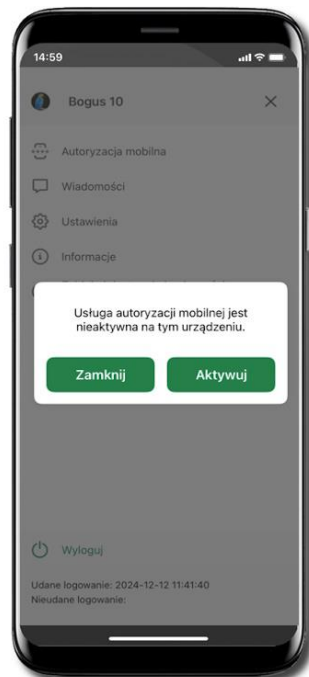 14:59
Bogus 10
Autoryzacja mobilna
Wiadomości
Ustawienia
Informacje
Usługa autoryzacji mobilnej jest
nieaktywna na tym urządzeniu.
Zamknij Aktywuj
Wyloguj
Udane logowanie: 2024-12-12 11:41:40
Nieudane logowanie: